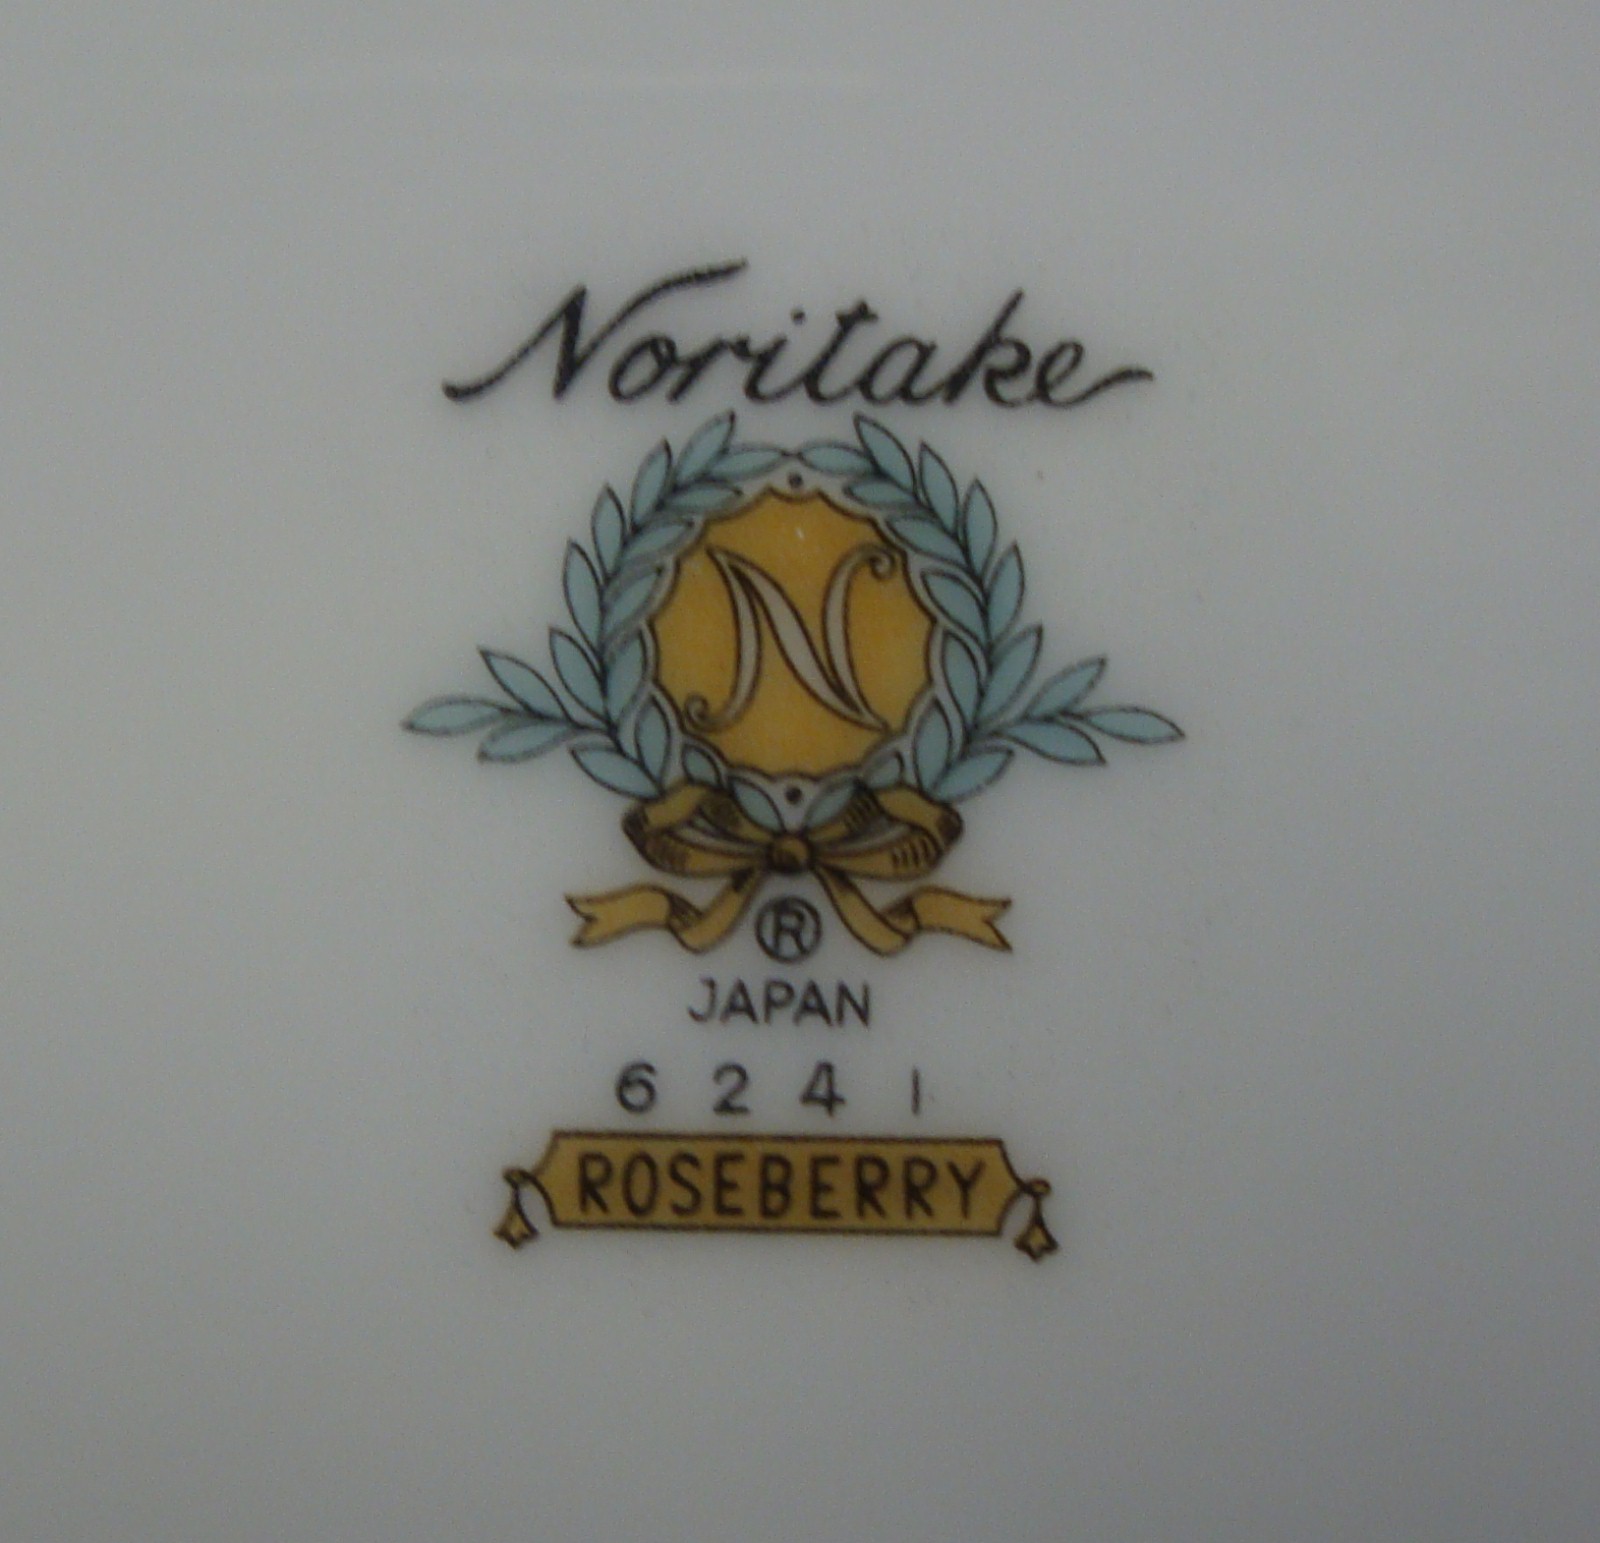 Noritake
N
®
JAPAN
6241
ROSEBERRY